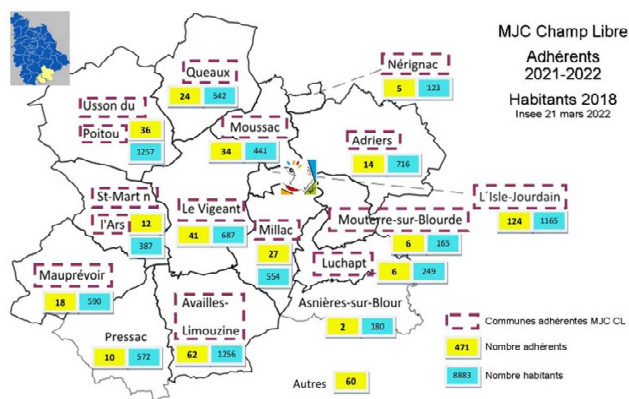 MJC Champ Libre
Adhérents
2021-2022
Habitants 2018
Insee 21 mars 2022
Queaux
24 542
Nérignac
5 123
Usson du
Poitou 36
1257
Moussac
34 441
Adriers
14 716
St-Mart n
l'Ars 12
387
Le Vigeant
41 687
Millac
27
554
Mouterre-sur-Blourde
6 165
L'Isle-Jourdain
124 1165
Luchapt 6 249
Mauprévoir
18 590
Availles-
Limouzine
62 1256
Asnières-sur-Blour
2 180
Pressac
10 572
Autres 60
Communes adhérentes MJC CL
471 Nombre adhérents
8883 Nombre habitants